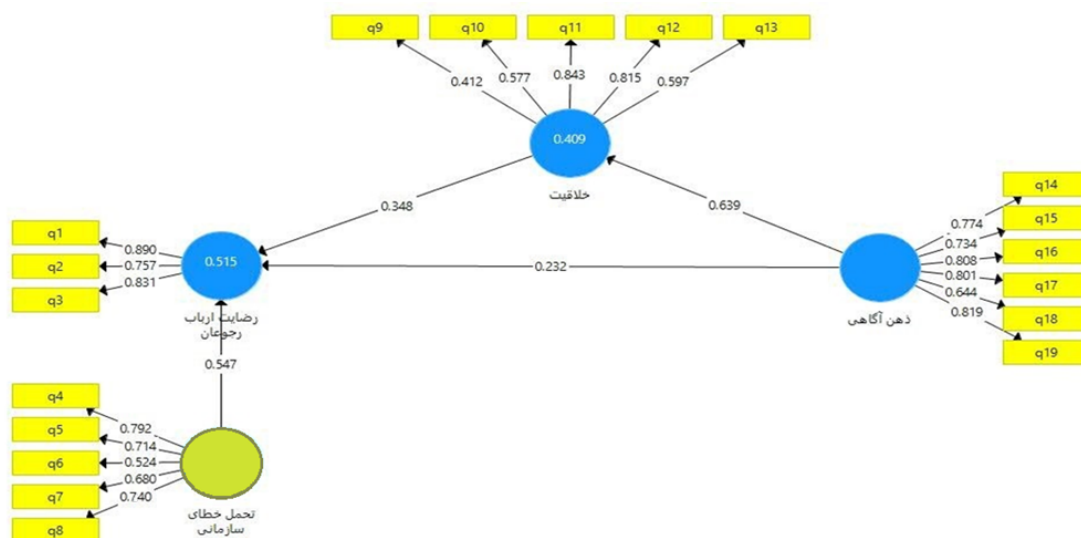 q9
q10
q11
q12
q13
0.412
0.577
0.843
0.815
0.597
0.409
خلاقیت
0.348
0.639
q1
q2
q3
0.890
0.757
0.831
0.515
رضایت ارباب
رجوعان
0.232
ذهن آگاهی
q14
q15
q16
q17
q18
q19
0.774
0.734
0.808
0.801
0.644
0.819
0.547
q4
q5
q6
q7
q8
0.792
0.714
0.524
0.680
0.740
تحمل خطای
سازمانی